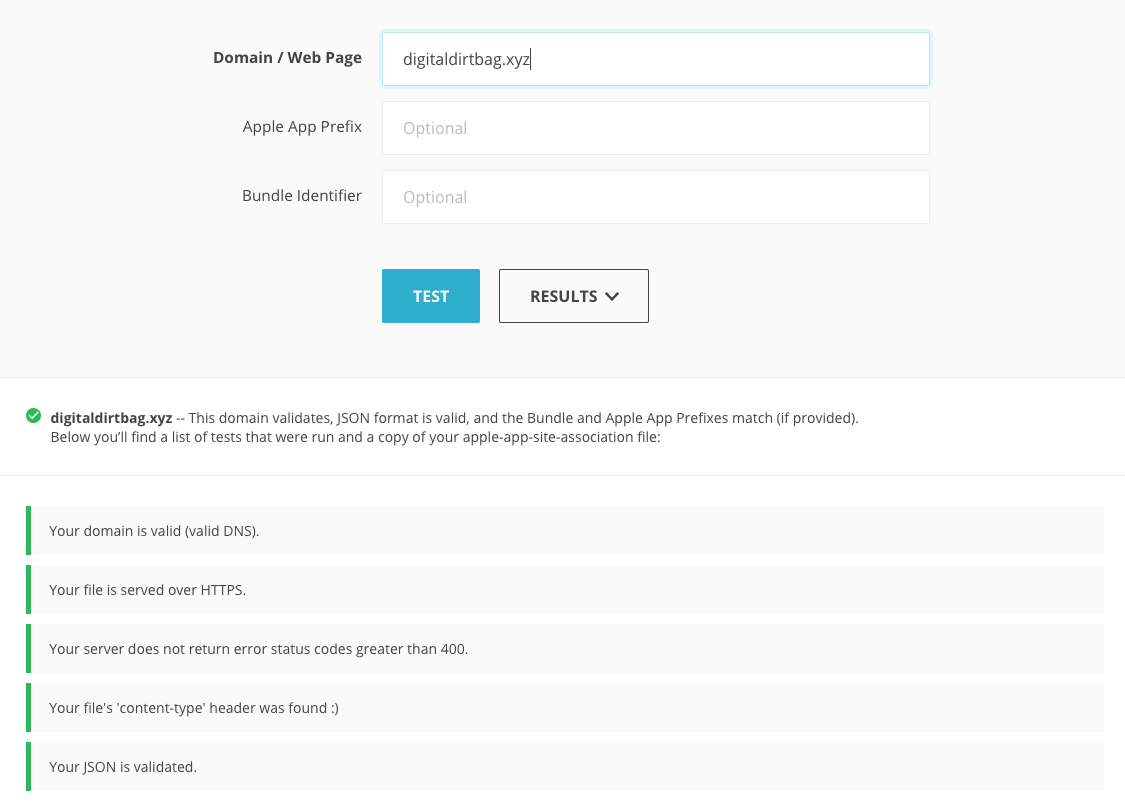 Domain / Web Page
digitaldirtbag.xyz
Apple App Prefix
Optional
Bundle Identifier
Optional
TEST
RESULTS
digitaldirtbag.xyz -- This domain validates, JSON format is valid, and the Bundle and Apple App Prefixes match (if provided).
Below you’ll find a list of tests that were run and a copy of your apple-app-site-association file:
Your domain is valid (valid DNS).
Your file is served over HTTPS.
Your server does not return error status codes greater than 400.
Your file's 'content-type' header was found :)
Your JSON is validated.